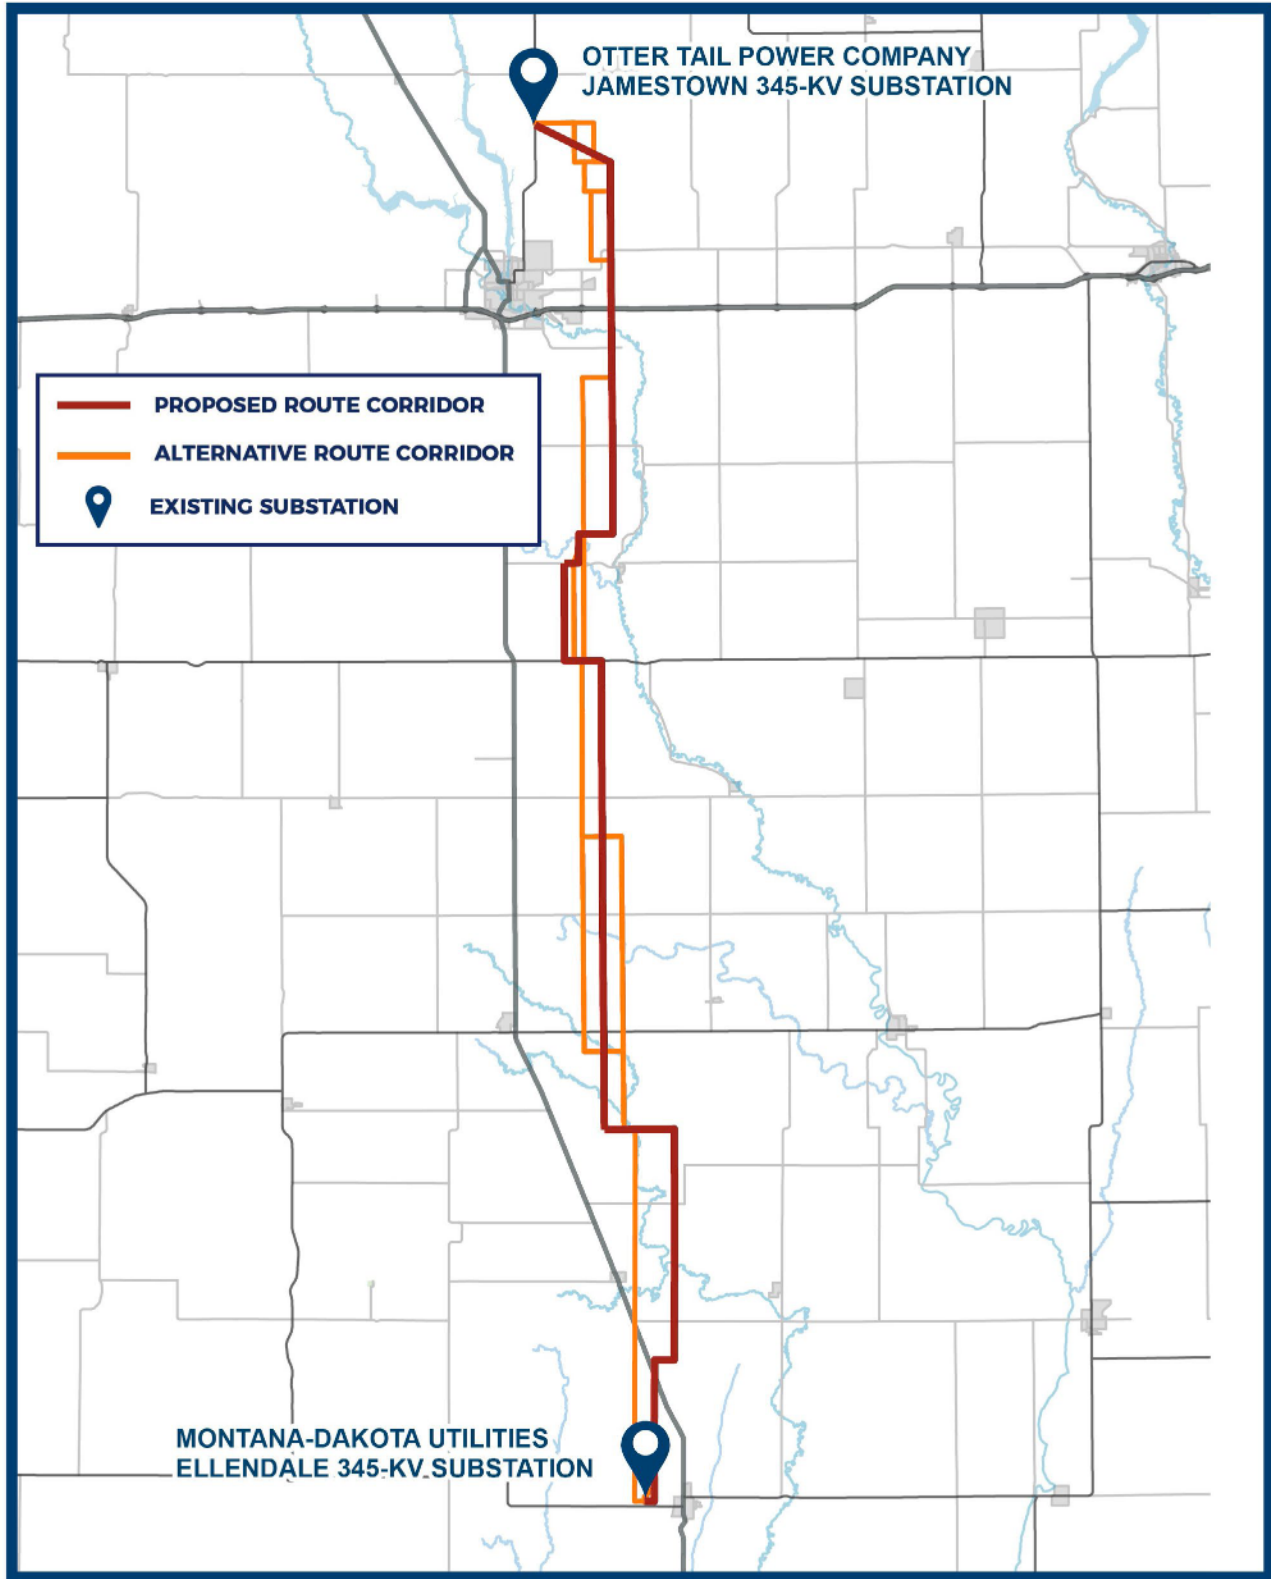 OTTER TAIL POWER COMPANY
JAMESTOWN 345-KV SUBSTATION
PROPOSED ROUTE CORRIDOR
ALTERNATIVE ROUTE CORRIDOR
EXISTING SUBSTATION
MONTANA-DAKOTA UTILITIES
ELLENDALE 345-KV SUBSTATION